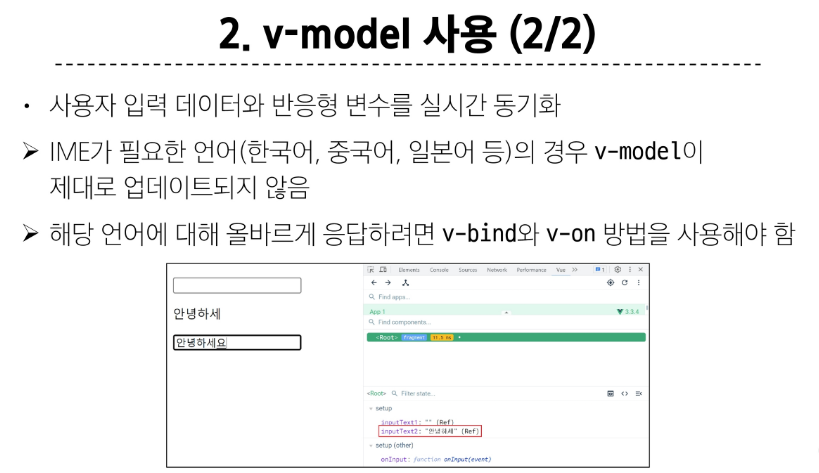 2. v-model 사용 (2/2)
• 사용자 입력 데이터와 반응형 변수를 실시간 동기화
➢ IME가 필요한 언어(한국어, 중국어, 일본어 등)의 경우 v-model이
제대로 업데이트되지 않음
➢ 해당 언어에 대해 올바르게 응답하려면 v-bind와 v-on 방법을 사용해야 함
안녕하세
안녕하세요
Elements Console Sources Network Performance Vue >> 1
Find apps...
App 1 3.3.4
Find components...
<Root> Fragment
<Root> Filter state...
setup
inputText1: "" (Ref)
inputText2: "안녕하세" (Ref)
setup (other)
onInput: function onInput(event)